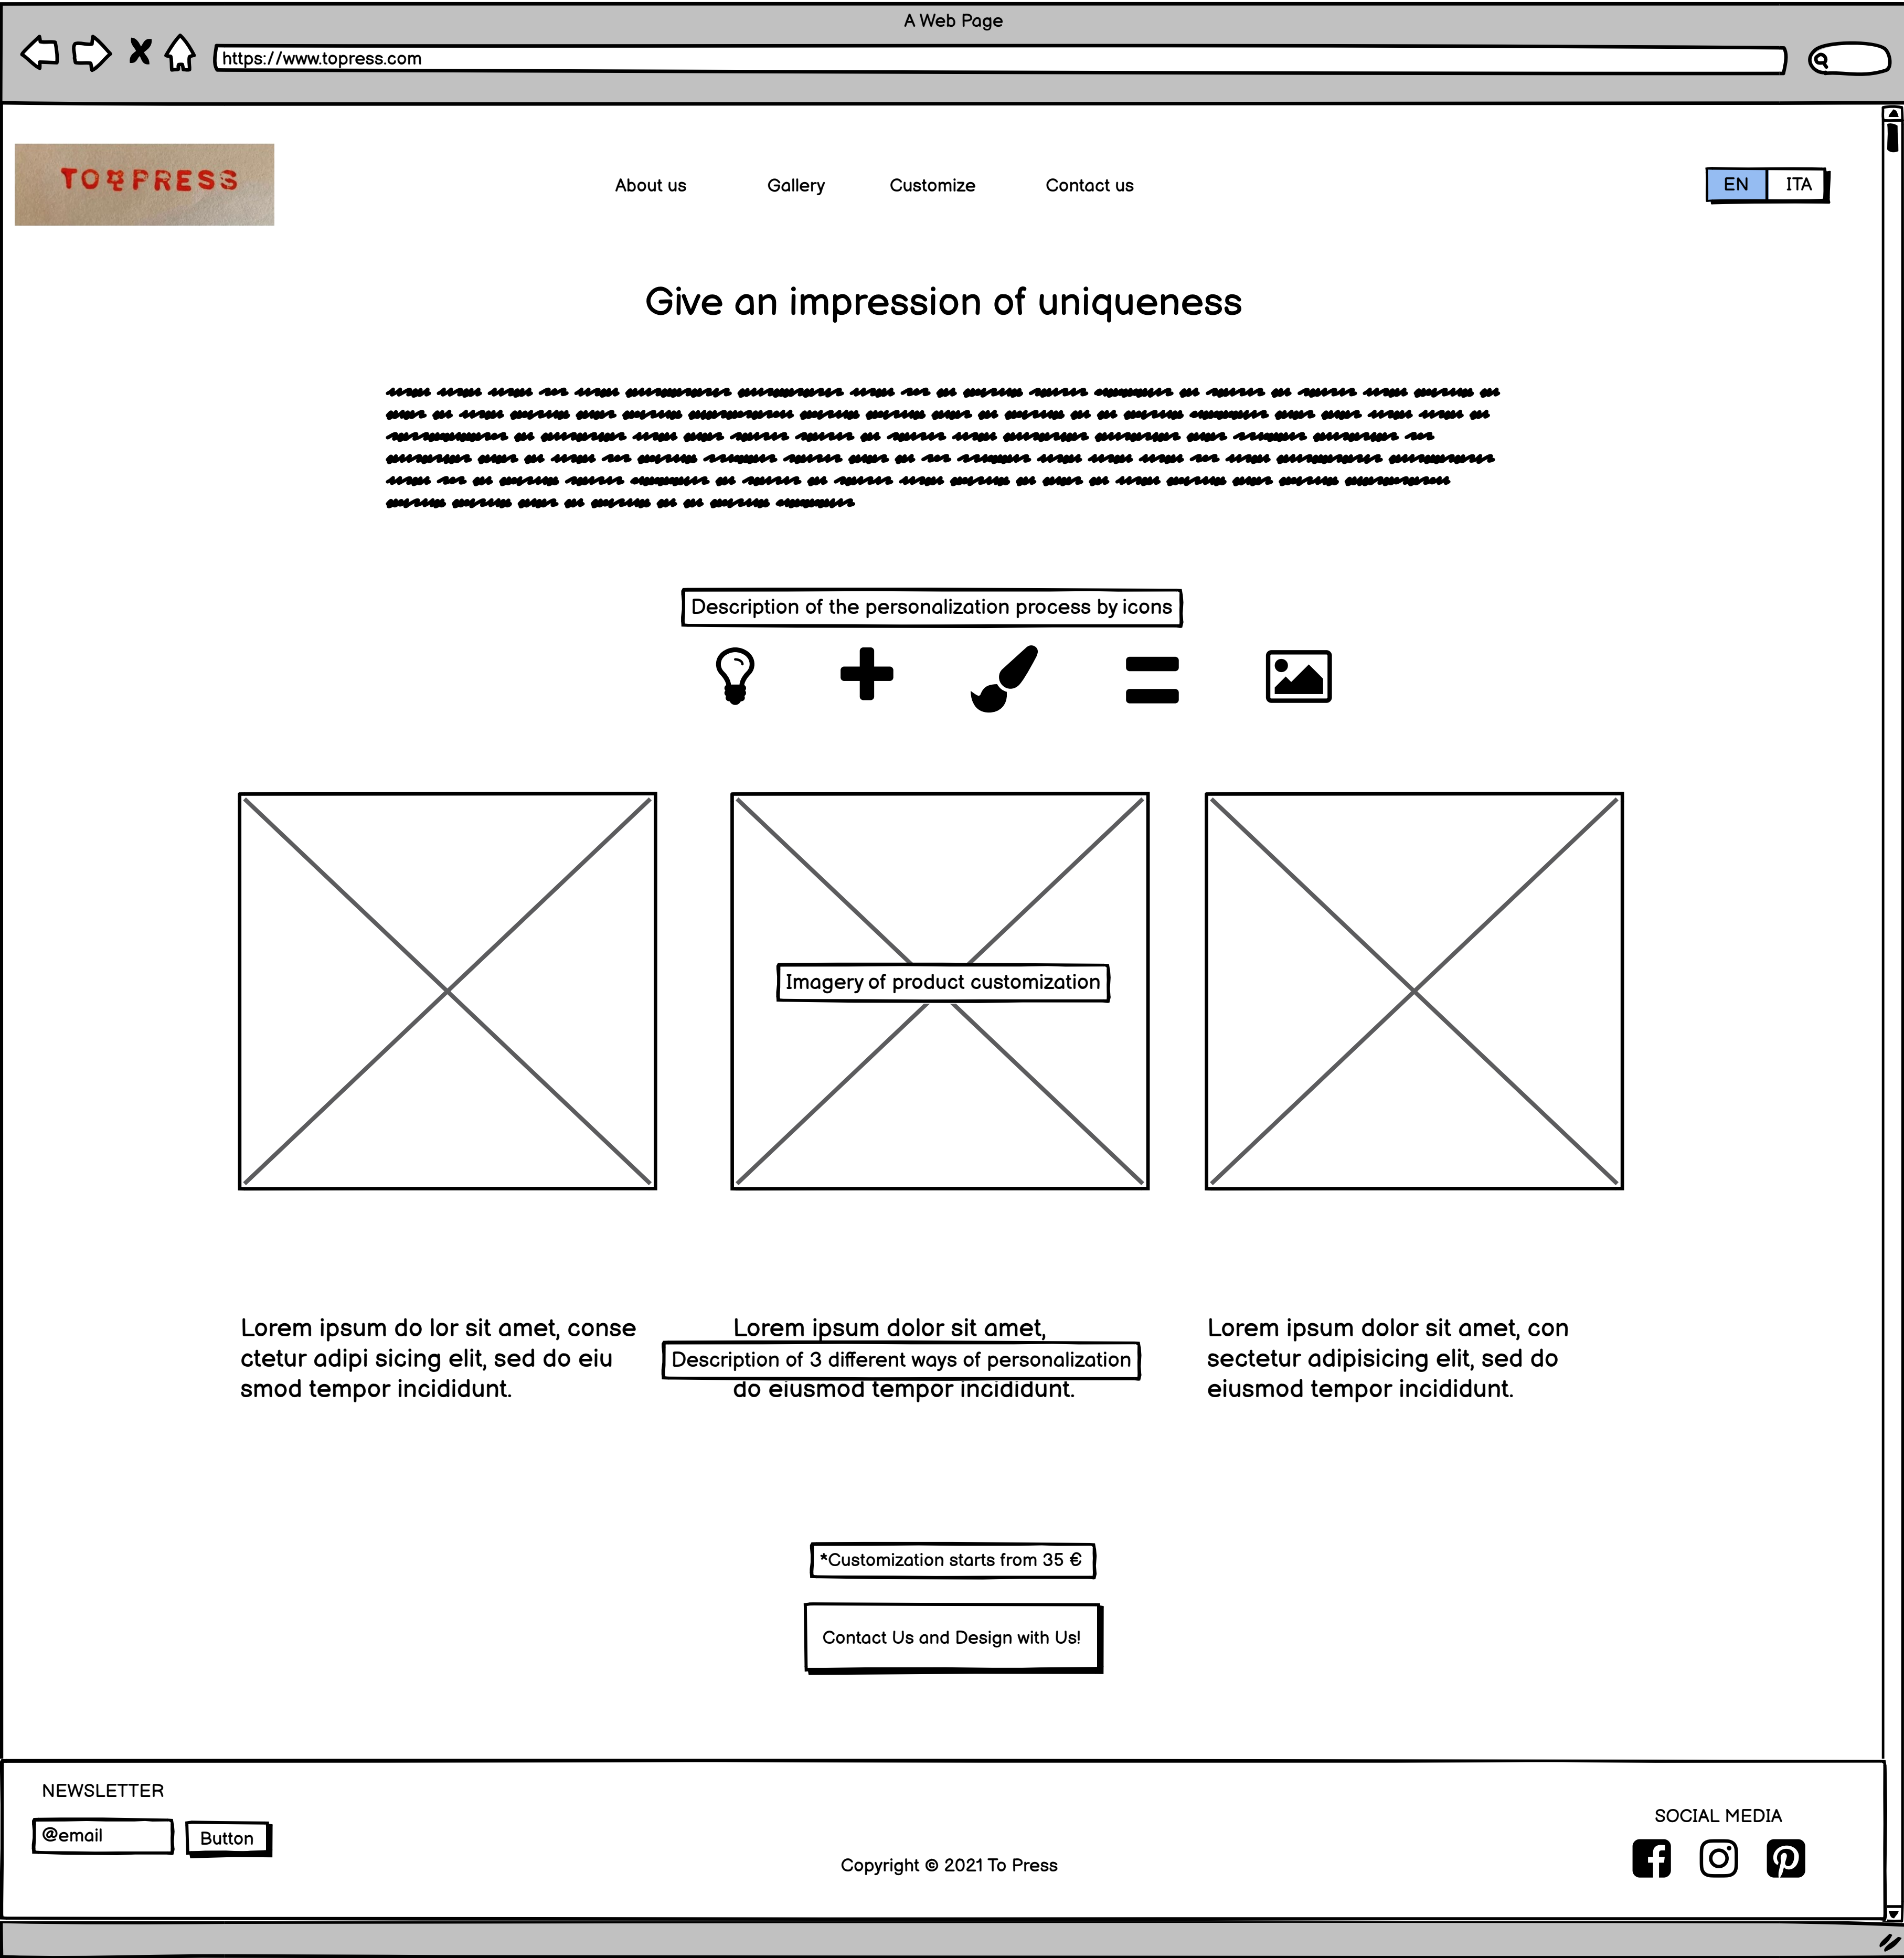 A Web Page
https://www.topress.com
TO PRESS
About us Gallery Customize Contact us
EN ITA
Give an impression of uniqueness
Description of the personalization process by icons
Imagery of product customization
Lorem ipsum do lor sit amet, conse
ctetur adipi sicing elit, sed do eiu
smod tempor incididunt.
Lorem ipsum dolor sit amet,
Description of 3 different ways of personalization
do eiusmod tempor incididunt.
Lorem ipsum dolor sit amet, con
sectetur adipisicing elit, sed do
eiusmod tempor incididunt.
*Customization starts from 35 €
Contact Us and Design with Us!
NEWSLETTER
@email Button
Copyright © 2021 To Press
SOCIAL MEDIA